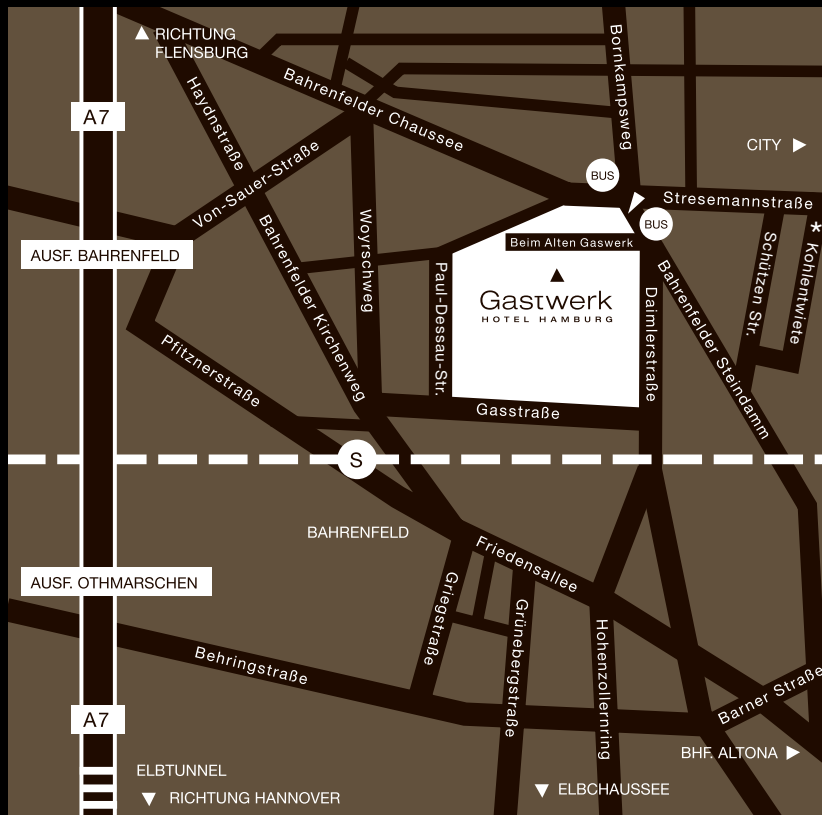 RICHTUNG
FLENSBURG
A7
Haydnstraße
Bahrenfelder Chaussee
Bornkampsweg
CITY
BUS
Stresemannstraße
BUS
Von-Sauer-Straße
AUSF. BAHRENFELD
Bahrenfelder Kirchenweg
Woyrschweg
Paul-Dessau-Str.
Beim Alten Gaswerk
Gastwerk
HOTEL HAMBURG
Daimlerstraße
Bahrenfelder Steindamm
Schützen Str.
* Kohlentwiete
Pfitznerstraße
Gasstraße
S
BAHRENFELD
Friedensallee
AUSF. OTHMARSCHEN
Griegstraße
Grünebergstraße
Hohenzollernring
Behringstraße
Barner Straße
A7
BHF. ALTONA
ELBTUNNEL
ELBCHAUSSEE
RICHTUNG HANNOVER